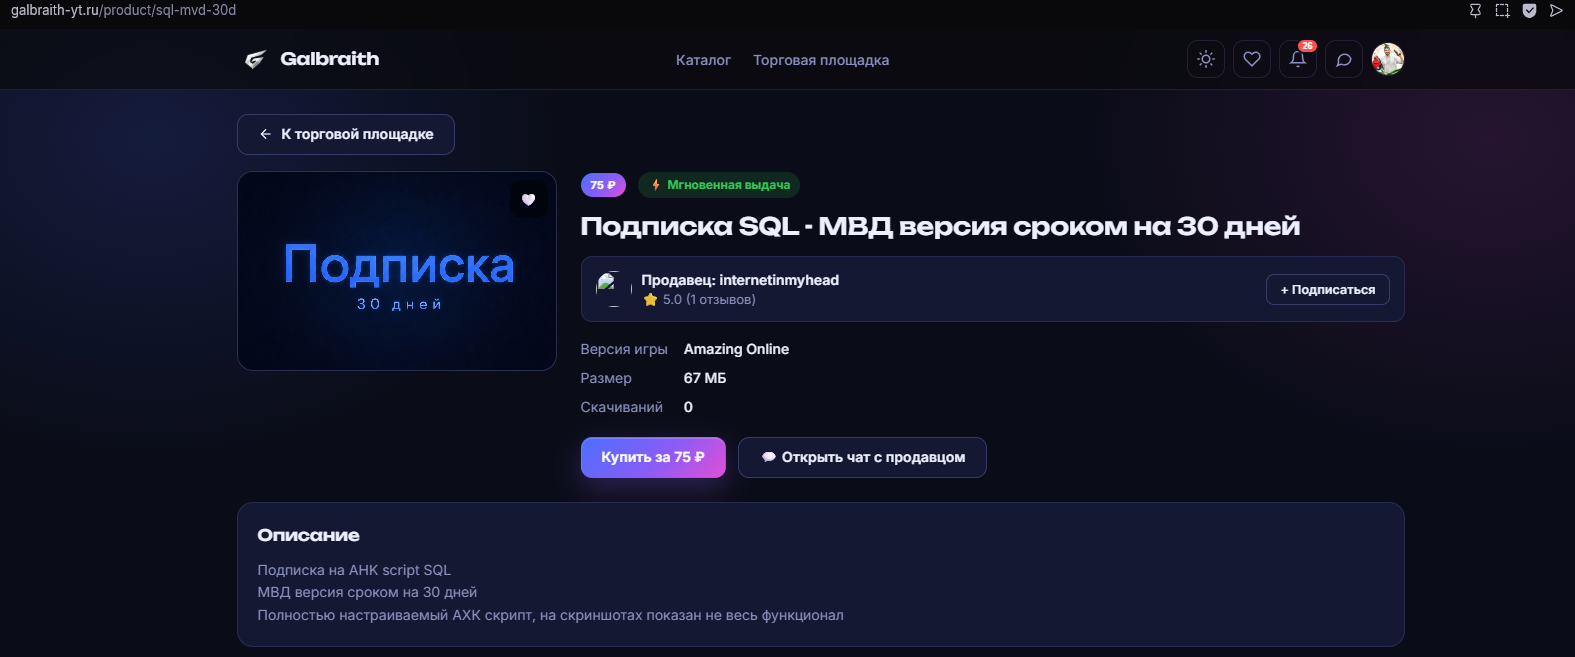 galbraith-yt.ru/product/sql-mvd-30d
Galbraith
Каталог
Торговая площадка
26
← К торговой площадке
Подписка
30 дней
75 ₽
Мгновенная выдача
Подписка SQL - МВД версия сроком на 30 дней
Продавец: internetinmyhead
5.0 (1 отзывов)
+ Подписаться
Версия игры Amazing Online
Размер 67 МБ
Скачиваний 0
Купить за 75 ₽
Открыть чат с продавцом
Описание
Подписка на AHK script SQL
МВД версия сроком на 30 дней
Полностью настраиваемый АХК скрипт, на скриншотах показан не весь функционал